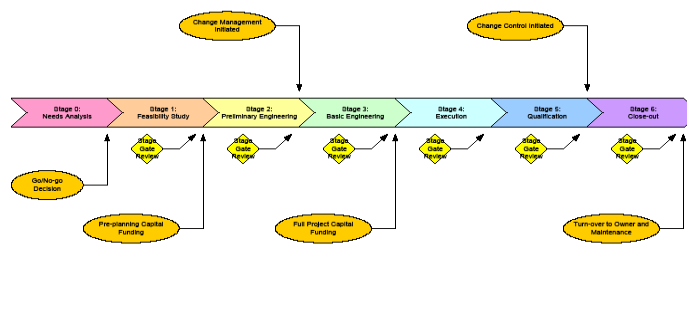 Change Management
Initiated
Change Control Initiated
Stage 0:
Needs Analysis
Stage 1:
Feasibility Study
Stage 2:
Preliminary Engineering
Stage 3:
Basic Engineering
Stage 4:
Execution
Stage 5:
Qualification
Stage 6:
Close-out
Stage
Gate
Review
Stage
Gate
Review
Stage
Gate
Review
Stage
Gate
Review
Stage
Gate
Review
Stage
Gate
Review
Go/No-go
Decision
Pre-planning Capital
Funding
Full Project Capital
Funding
Turn-over to Owner and
Maintenance